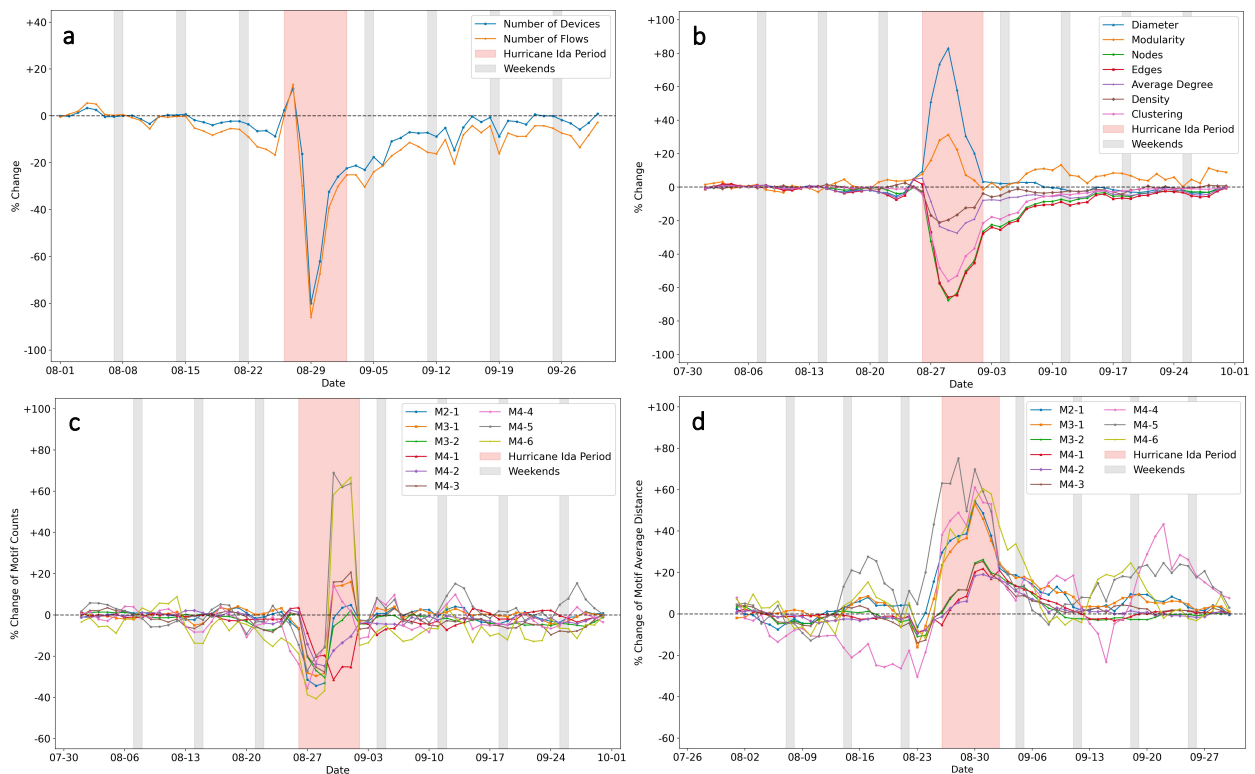 a
+40
+20
0
-20
-40
-60
-80
-100
% Change
08-01 08-08 08-15 08-22 08-29 09-05 09-12 09-19 09-26
Date
Number of Devices
Number of Flows
Hurricane Ida Period
Weekends
b
+100
+80
+60
+40
+20
0
-20
-40
-60
-80
-100
% Change
07-30 08-06 08-13 08-20 08-27 09-03 09-10 09-17 09-24 10-01
Date
Diameter
Modularity
Nodes
Edges
Average Degree
Density
Clustering
Hurricane Ida Period
Weekends
c
+100
+80
+60
+40
+20
0
-20
-40
-60
% Change of Motif Counts
07-30 08-06 08-13 08-20 08-27 09-03 09-10 09-17 09-24 10-01
Date
M2-1
M3-1
M3-2
M4-1
M4-2
M4-3
M4-4
M4-5
M4-6
Hurricane Ida Period
Weekends
d
+100
+80
+60
+40
+20
0
-20
-40
-60
% Change of Motif Average Distance
07-26 08-02 08-09 08-16 08-23 08-30 09-06 09-13 09-20 09-27
Date
M2-1
M3-1
M3-2
M4-1
M4-2
M4-3
M4-4
M4-5
M4-6
Hurricane Ida Period
Weekends